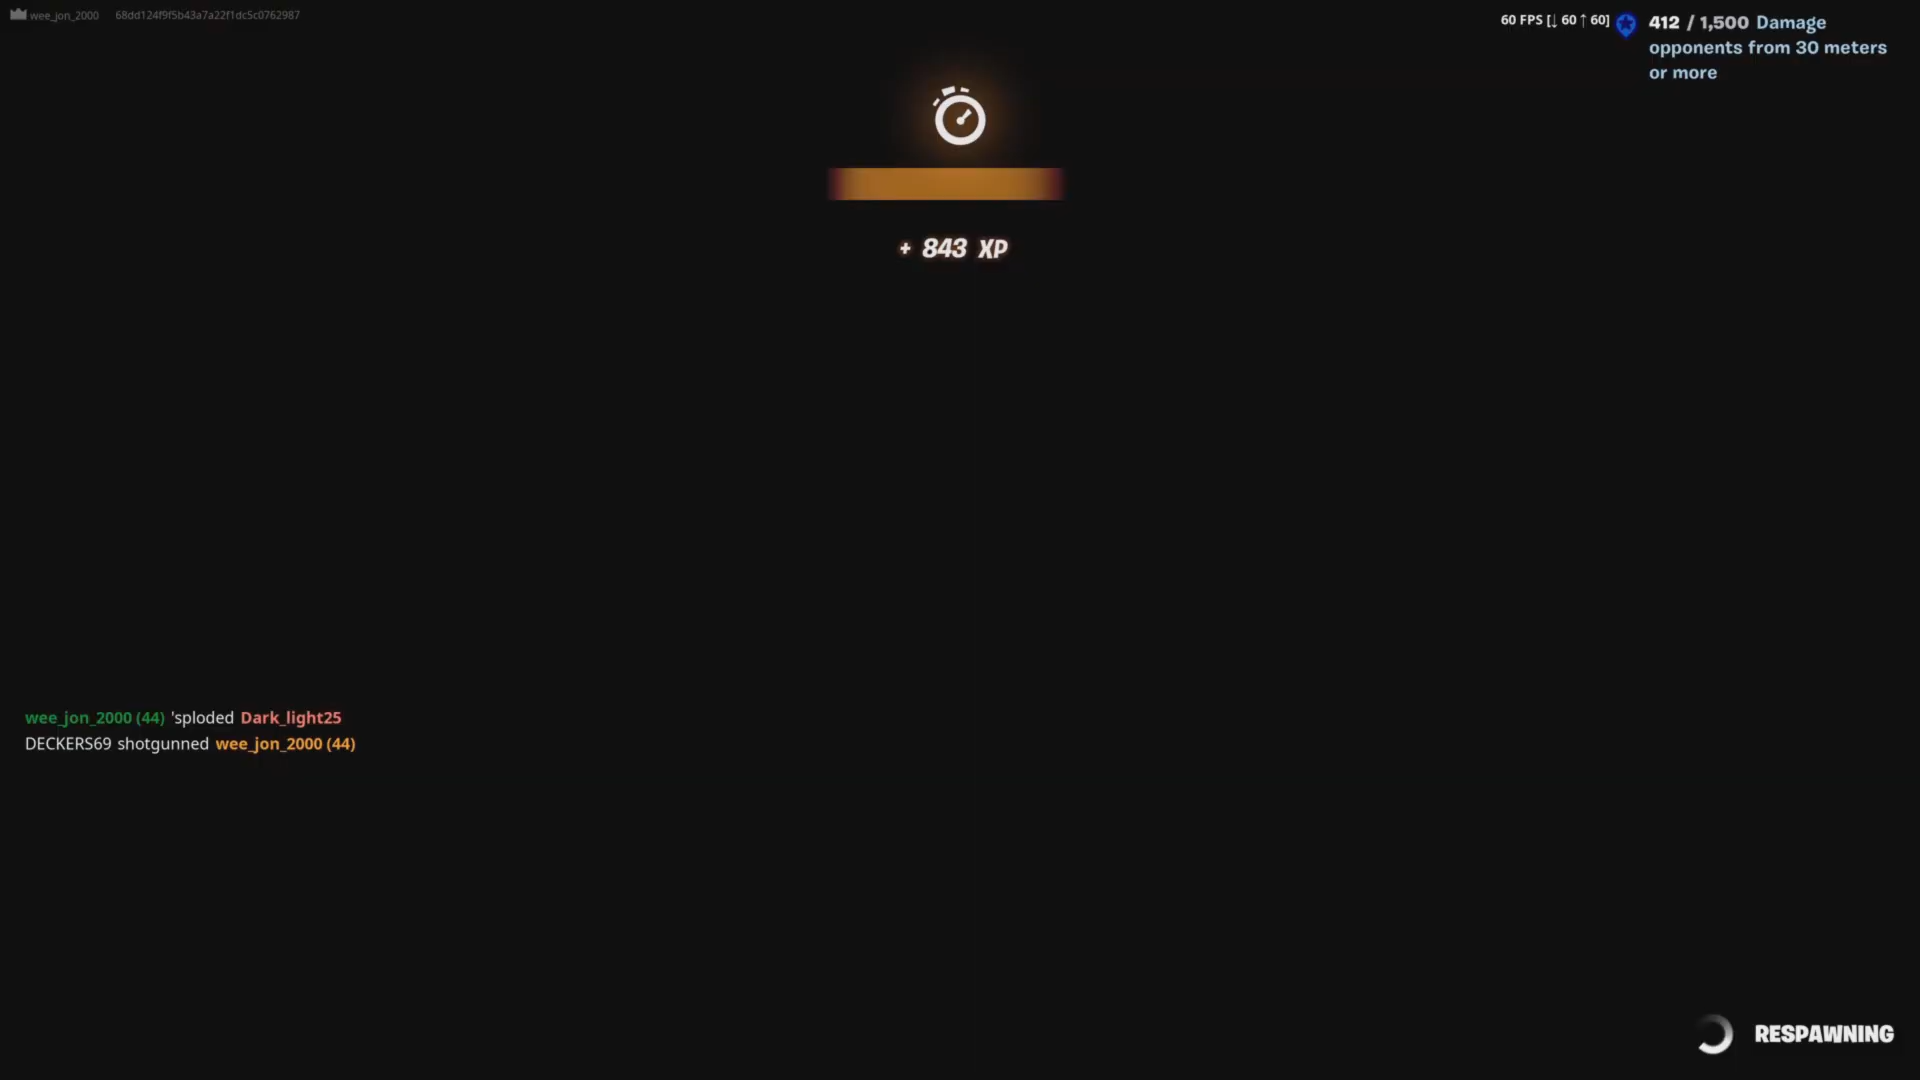 wee_jon_2000 68dd124f9f5b43a7a22f1dc5c0762987
60 FPS [↓ 60 ↑ 60]
412 / 1,500 Damage
opponents from 30 meters
or more
+ 843 XP
wee_jon_2000 (44) 'sploded Dark_light25
DECKERS69 shotgunned wee_jon_2000 (44)
RESPAWNING